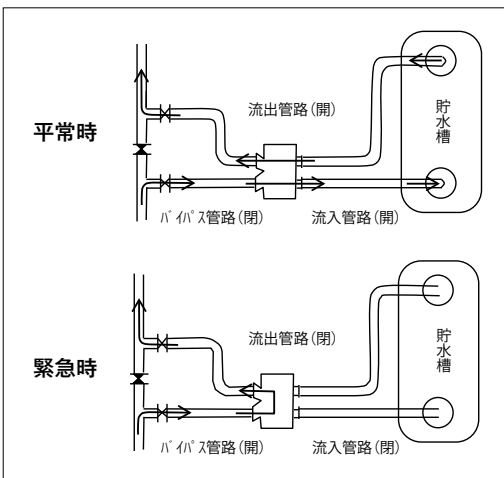 平常時
流出管路(開)
貯水槽
バイパス管路(閉)
流入管路(開)
緊急時
流出管路(閉)
貯水槽
バイパス管路(開)
流入管路(閉)